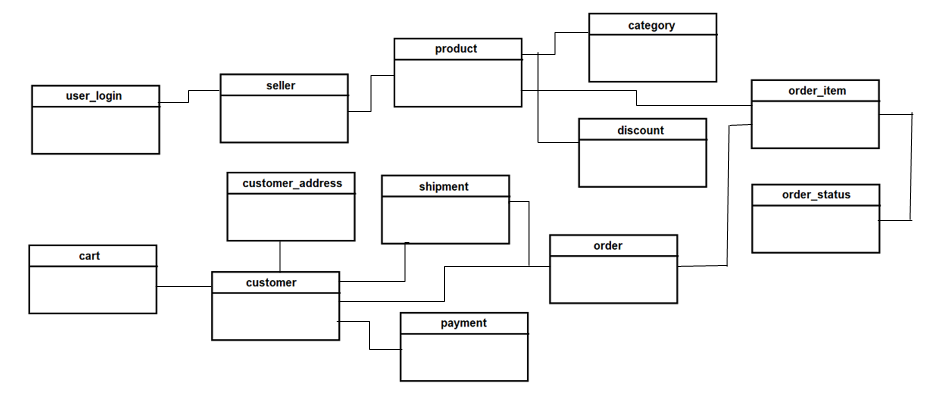 category
product
seller
user_login
order_item
discount
customer_address
shipment
order_status
cart
order
customer
payment